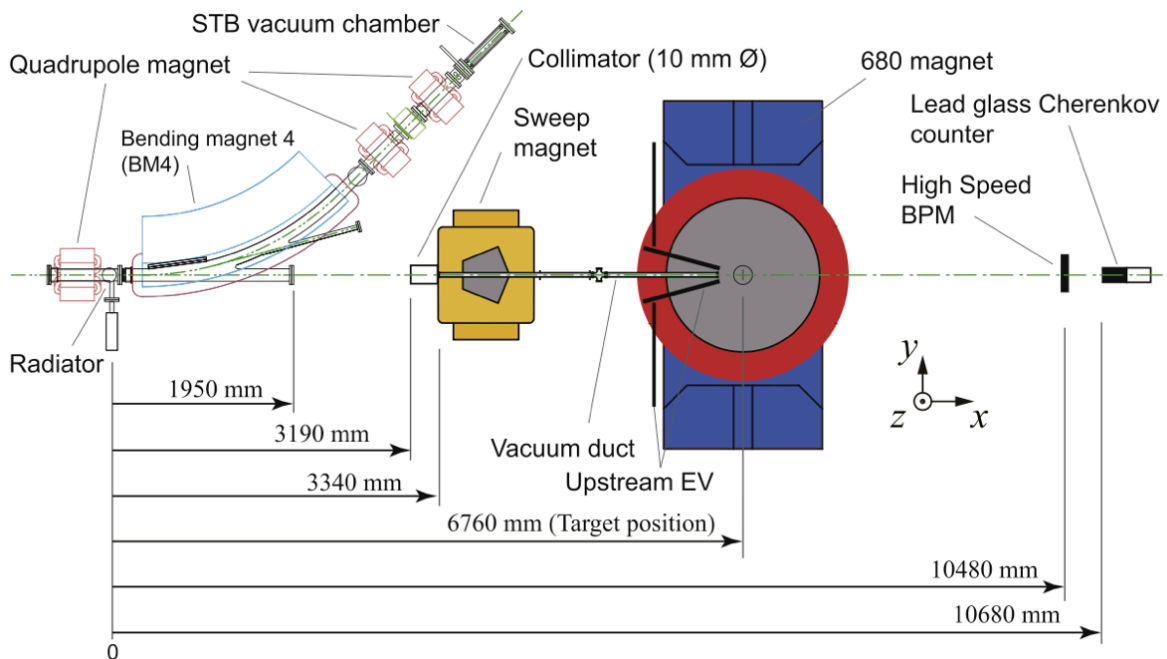 STB vacuum chamber
Quadrupole magnet
Collimator (10 mm Ø)
680 magnet
Lead glass Cherenkov
counter
Sweep
magnet
Bending magnet 4
(BM4)
High Speed
BPM
Radiator
1950 mm
3190 mm
3340 mm
Vacuum duct
Upstream EV
y
z
x
6760 mm (Target position)
10480 mm
10680 mm
0